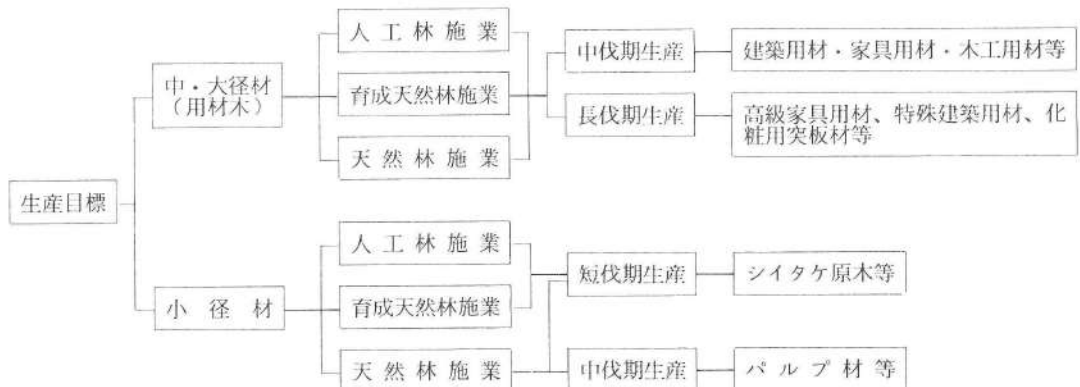 人工林施業
中・大径材
(用材木)
育成天然林施業
天然林施業
中伐期生産
建築用材・家具用材・木工用材等
長伐期生産
高級家具用材、特殊建築用材、化
粧用突板材等
生産目標
人工林施業
小径材
育成天然林施業
天然林施業
短伐期生産
シイタケ原木等
中伐期生産
パルプ材等